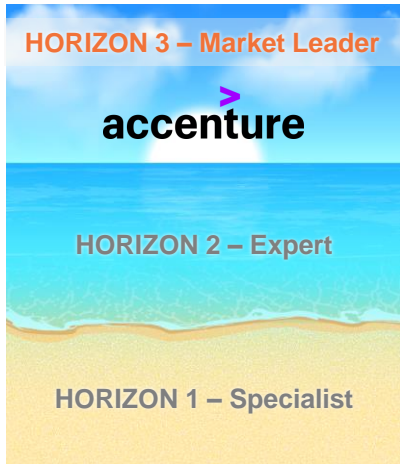 HORIZON 3 – Market Leader
>
accenture
HORIZON 2 – Expert
HORIZON 1 – Specialist